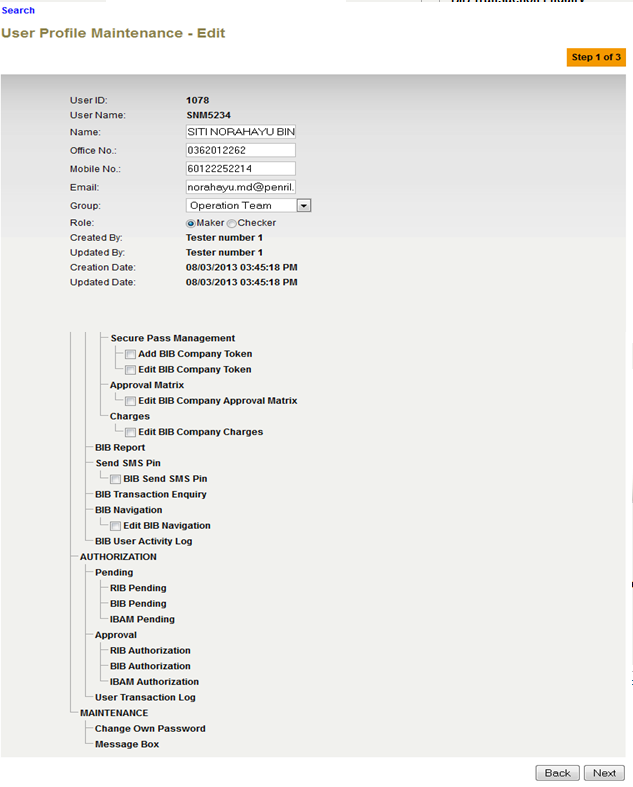 Search
User Profile Maintenance - Edit
Step 1 of 3
User ID: 1078
User Name: SNM5234
Name: SITI NORAHAYU BIN
Office No.: 0362012262
Mobile No.: 60122252214
Email: norahayu.md@penril.
Group: Operation Team
Role: Maker Checker
Created By: Tester number 1
Updated By: Tester number 1
Creation Date: 08/03/2013 03:45:18 PM
Updated Date: 08/03/2013 03:45:18 PM
Secure Pass Management
Add BIB Company Token
Edit BIB Company Token
Approval Matrix
Edit BIB Company Approval Matrix
Charges
Edit BIB Company Charges
BIB Report
Send SMS Pin
BIB Send SMS Pin
BIB Transaction Enquiry
BIB Navigation
Edit BIB Navigation
BIB User Activity Log
AUTHORIZATION
Pending
RIB Pending
BIB Pending
IBAM Pending
Approval
RIB Authorization
BIB Authorization
IBAM Authorization
User Transaction Log
MAINTENANCE
Change Own Password
Message Box
Back Next